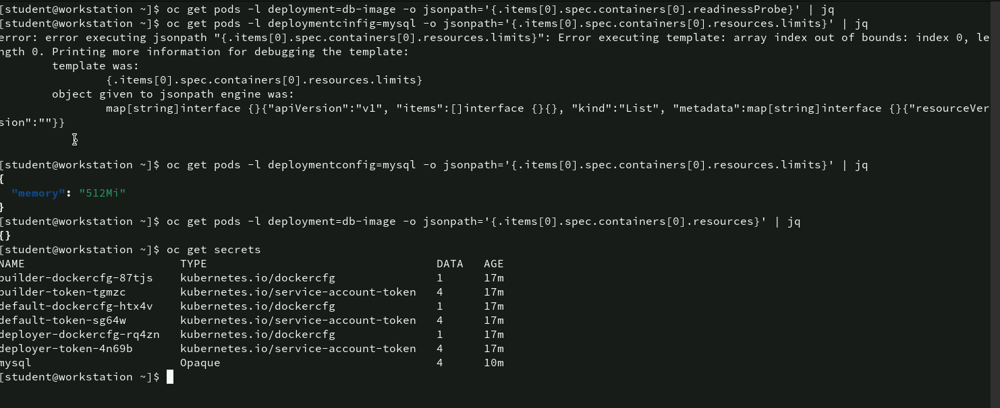 [student@workstation ~]$ oc get pods -l deployment=db-image -o jsonpath='{.items[0].spec.containers[0].readinessProbe}' | jq
[student@workstation ~]$ oc get pods -l deploymentcinfig=mysql -o jsonpath='{.items[0].spec.containers[0].resources.limits}' | jq
error: error executing jsonpath "{.items[0].spec.containers[0].resources.limits}": Error executing template: array index out of bounds: index 0, le
ngth 0. Printing more information for debugging the template:
        template was:
                {.items[0].spec.containers[0].resources.limits}
        object given to jsonpath engine was:
                map[string]interface {}{"apiVersion":"v1", "items":[]interface {}{}, "kind":"List", "metadata":map[string]interface {}{"resourceVer
sion":""}}
[student@workstation ~]$ oc get pods -l deploymentconfig=mysql -o jsonpath='{.items[0].spec.containers[0].resources.limits}' | jq
{
  "memory": "512Mi"
}
[student@workstation ~]$ oc get pods -l deployment=db-image -o jsonpath='{.items[0].spec.containers[0].resources}' | jq
{}
[student@workstation ~]$ oc get secrets
NAME                       TYPE                                  DATA   AGE
builder-dockercfg-87tjs    kubernetes.io/dockercfg               1      17m
builder-token-tgmzc        kubernetes.io/service-account-token   4      17m
default-dockercfg-htx4v    kubernetes.io/dockercfg               1      17m
default-token-sg64w        kubernetes.io/service-account-token   4      17m
deployer-dockercfg-rq4zn   kubernetes.io/dockercfg               1      17m
deployer-token-4n69b       kubernetes.io/service-account-token   4      17m
mysql                      Opaque                                4      10m
[student@workstation ~]$